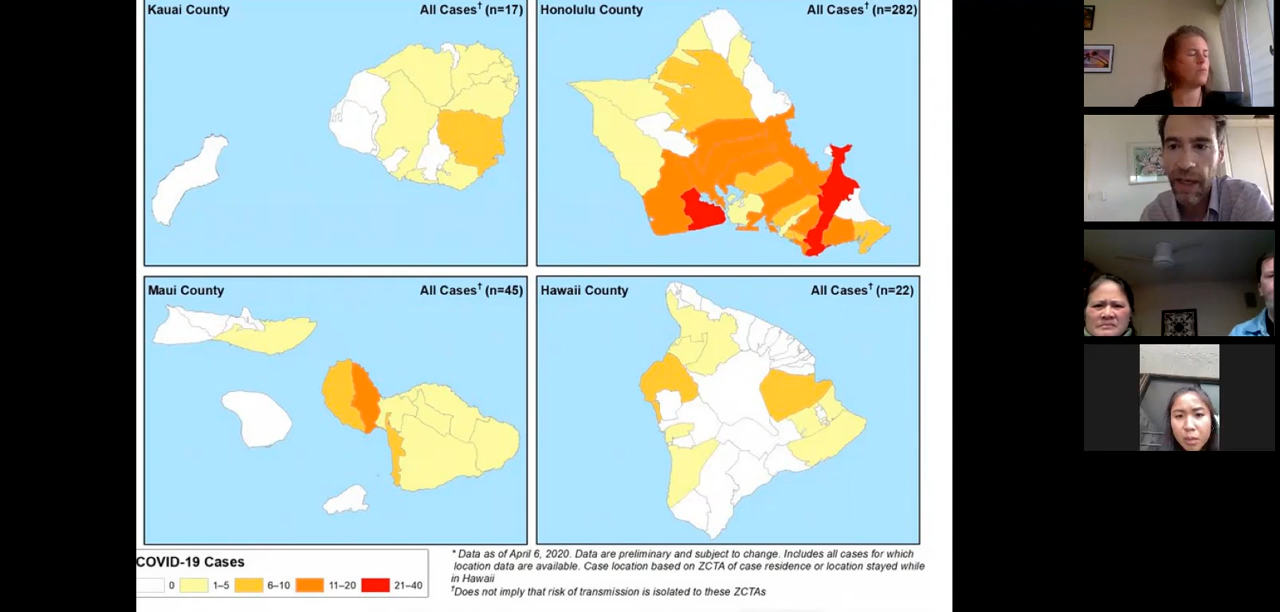 Kauai County
All Cases† (n=17)
Honolulu County
All Cases† (n=282)
Maui County
All Cases† (n=45)
Hawaii County
All Cases† (n=22)
COVID-19 Cases
0
1–5
6–10
11–20
21–40
* Data as of April 6, 2020. Data are preliminary and subject to change. Includes all cases for which
location data are available. Case location based on ZCTA of case residence or location stayed while
in Hawaii
†Does not imply that risk of transmission is isolated to these ZCTAs